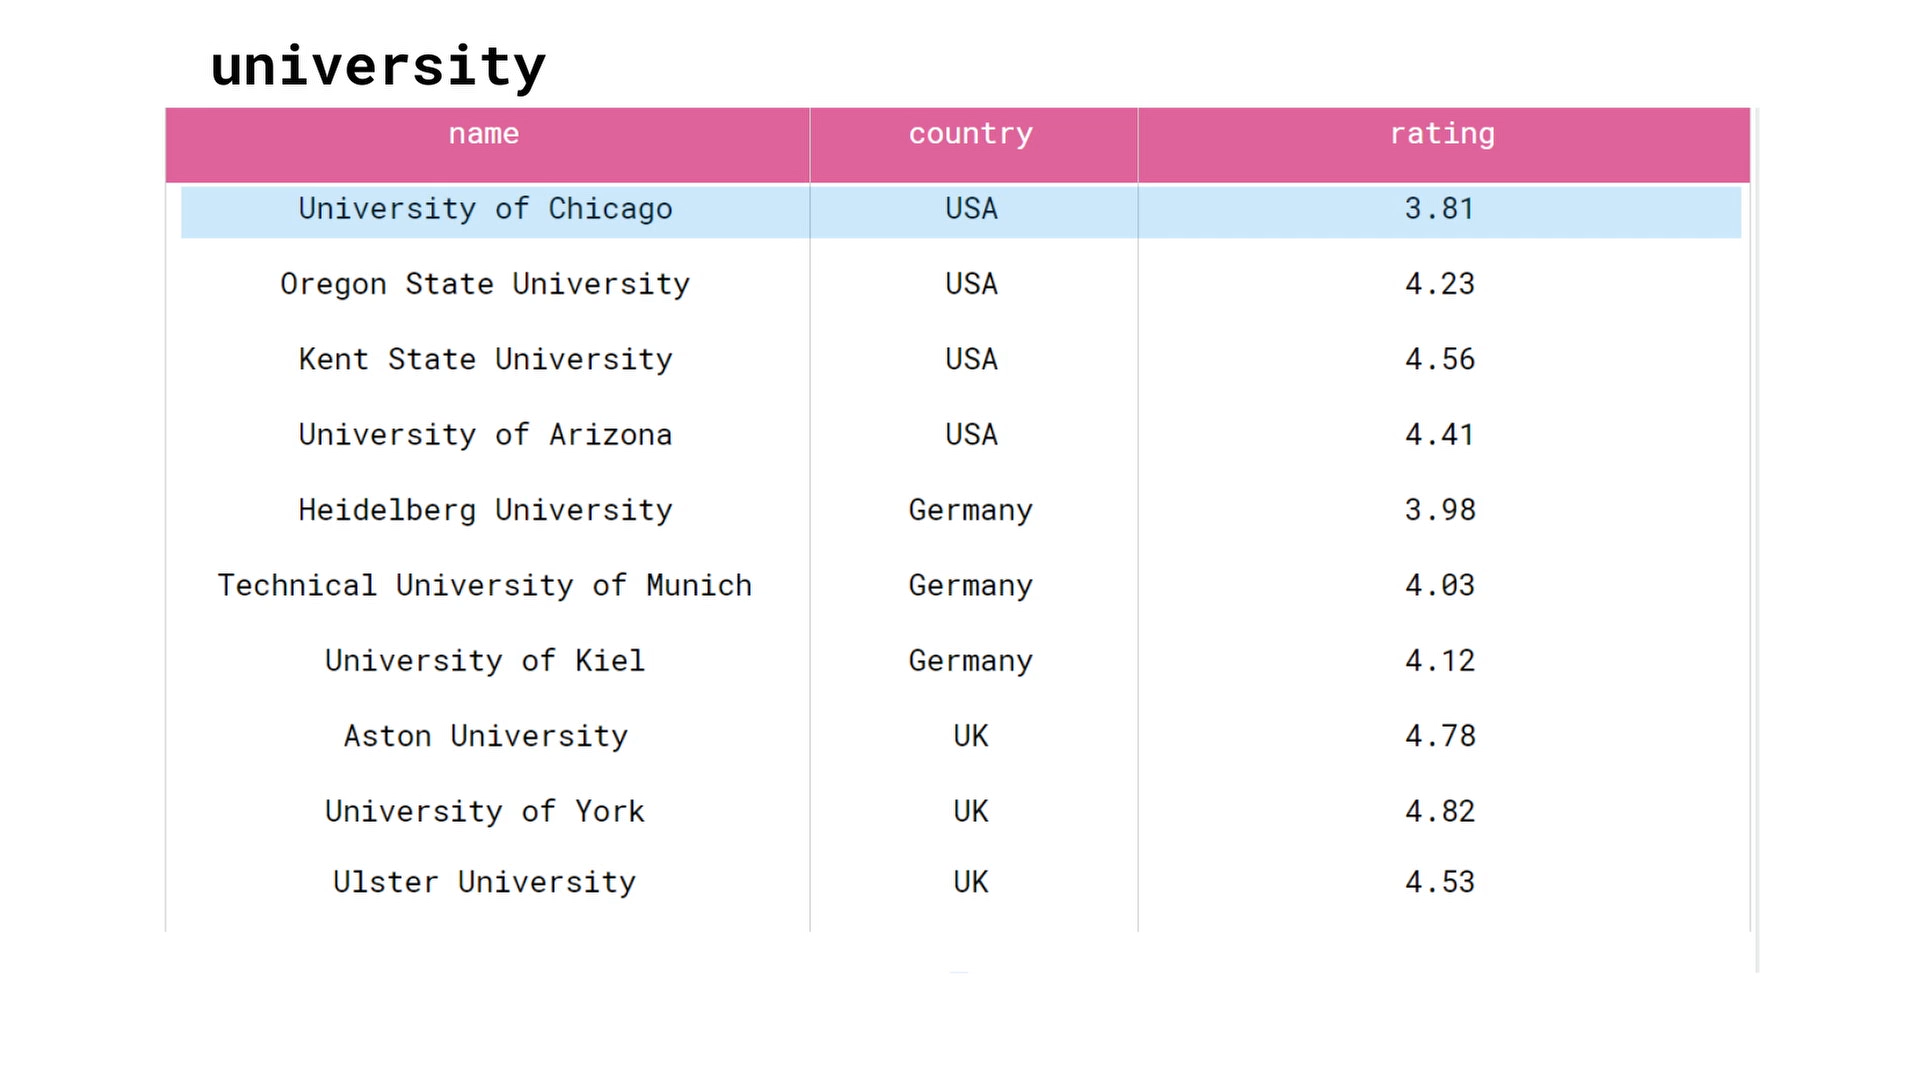 university
name country rating
University of Chicago USA 3.81
Oregon State University USA 4.23
Kent State University USA 4.56
University of Arizona USA 4.41
Heidelberg University Germany 3.98
Technical University of Munich Germany 4.03
University of Kiel Germany 4.12
Aston University UK 4.78
University of York UK 4.82
Ulster University UK 4.53